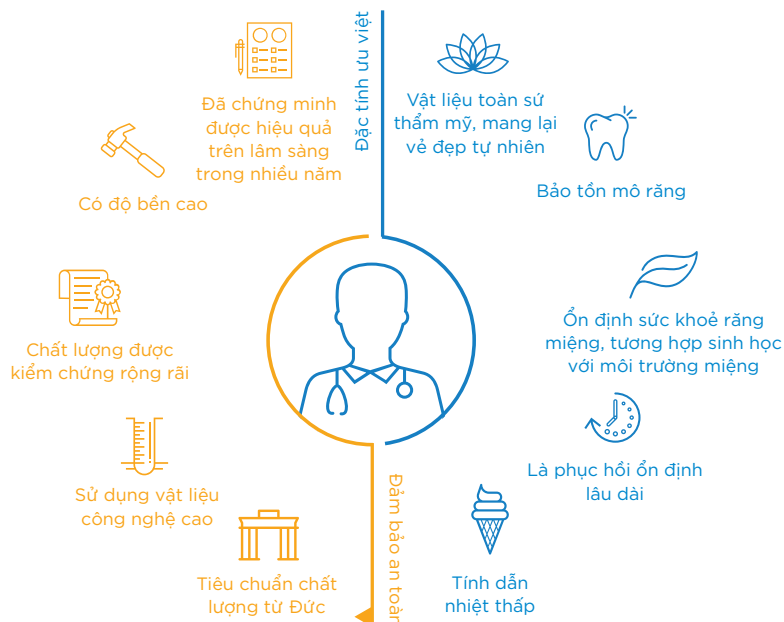 Đặc tính ưu việt
Đã chứng minh
được hiệu quả
trên lâm sàng
trong nhiều năm
Có độ bền cao
Chất lượng được
kiểm chứng rộng rãi
Sử dụng vật liệu
công nghệ cao
Tiêu chuẩn chất
lượng từ Đức
Vật liệu toàn sứ
thẩm mỹ, mang lại
vẻ đẹp tự nhiên
Bảo tồn mô răng
Ổn định sức khoẻ răng
miệng, tương hợp sinh học
với môi trường miệng
Là phục hồi ổn định
lâu dài
Tính dẫn
nhiệt thấp
Đảm bảo an toàn